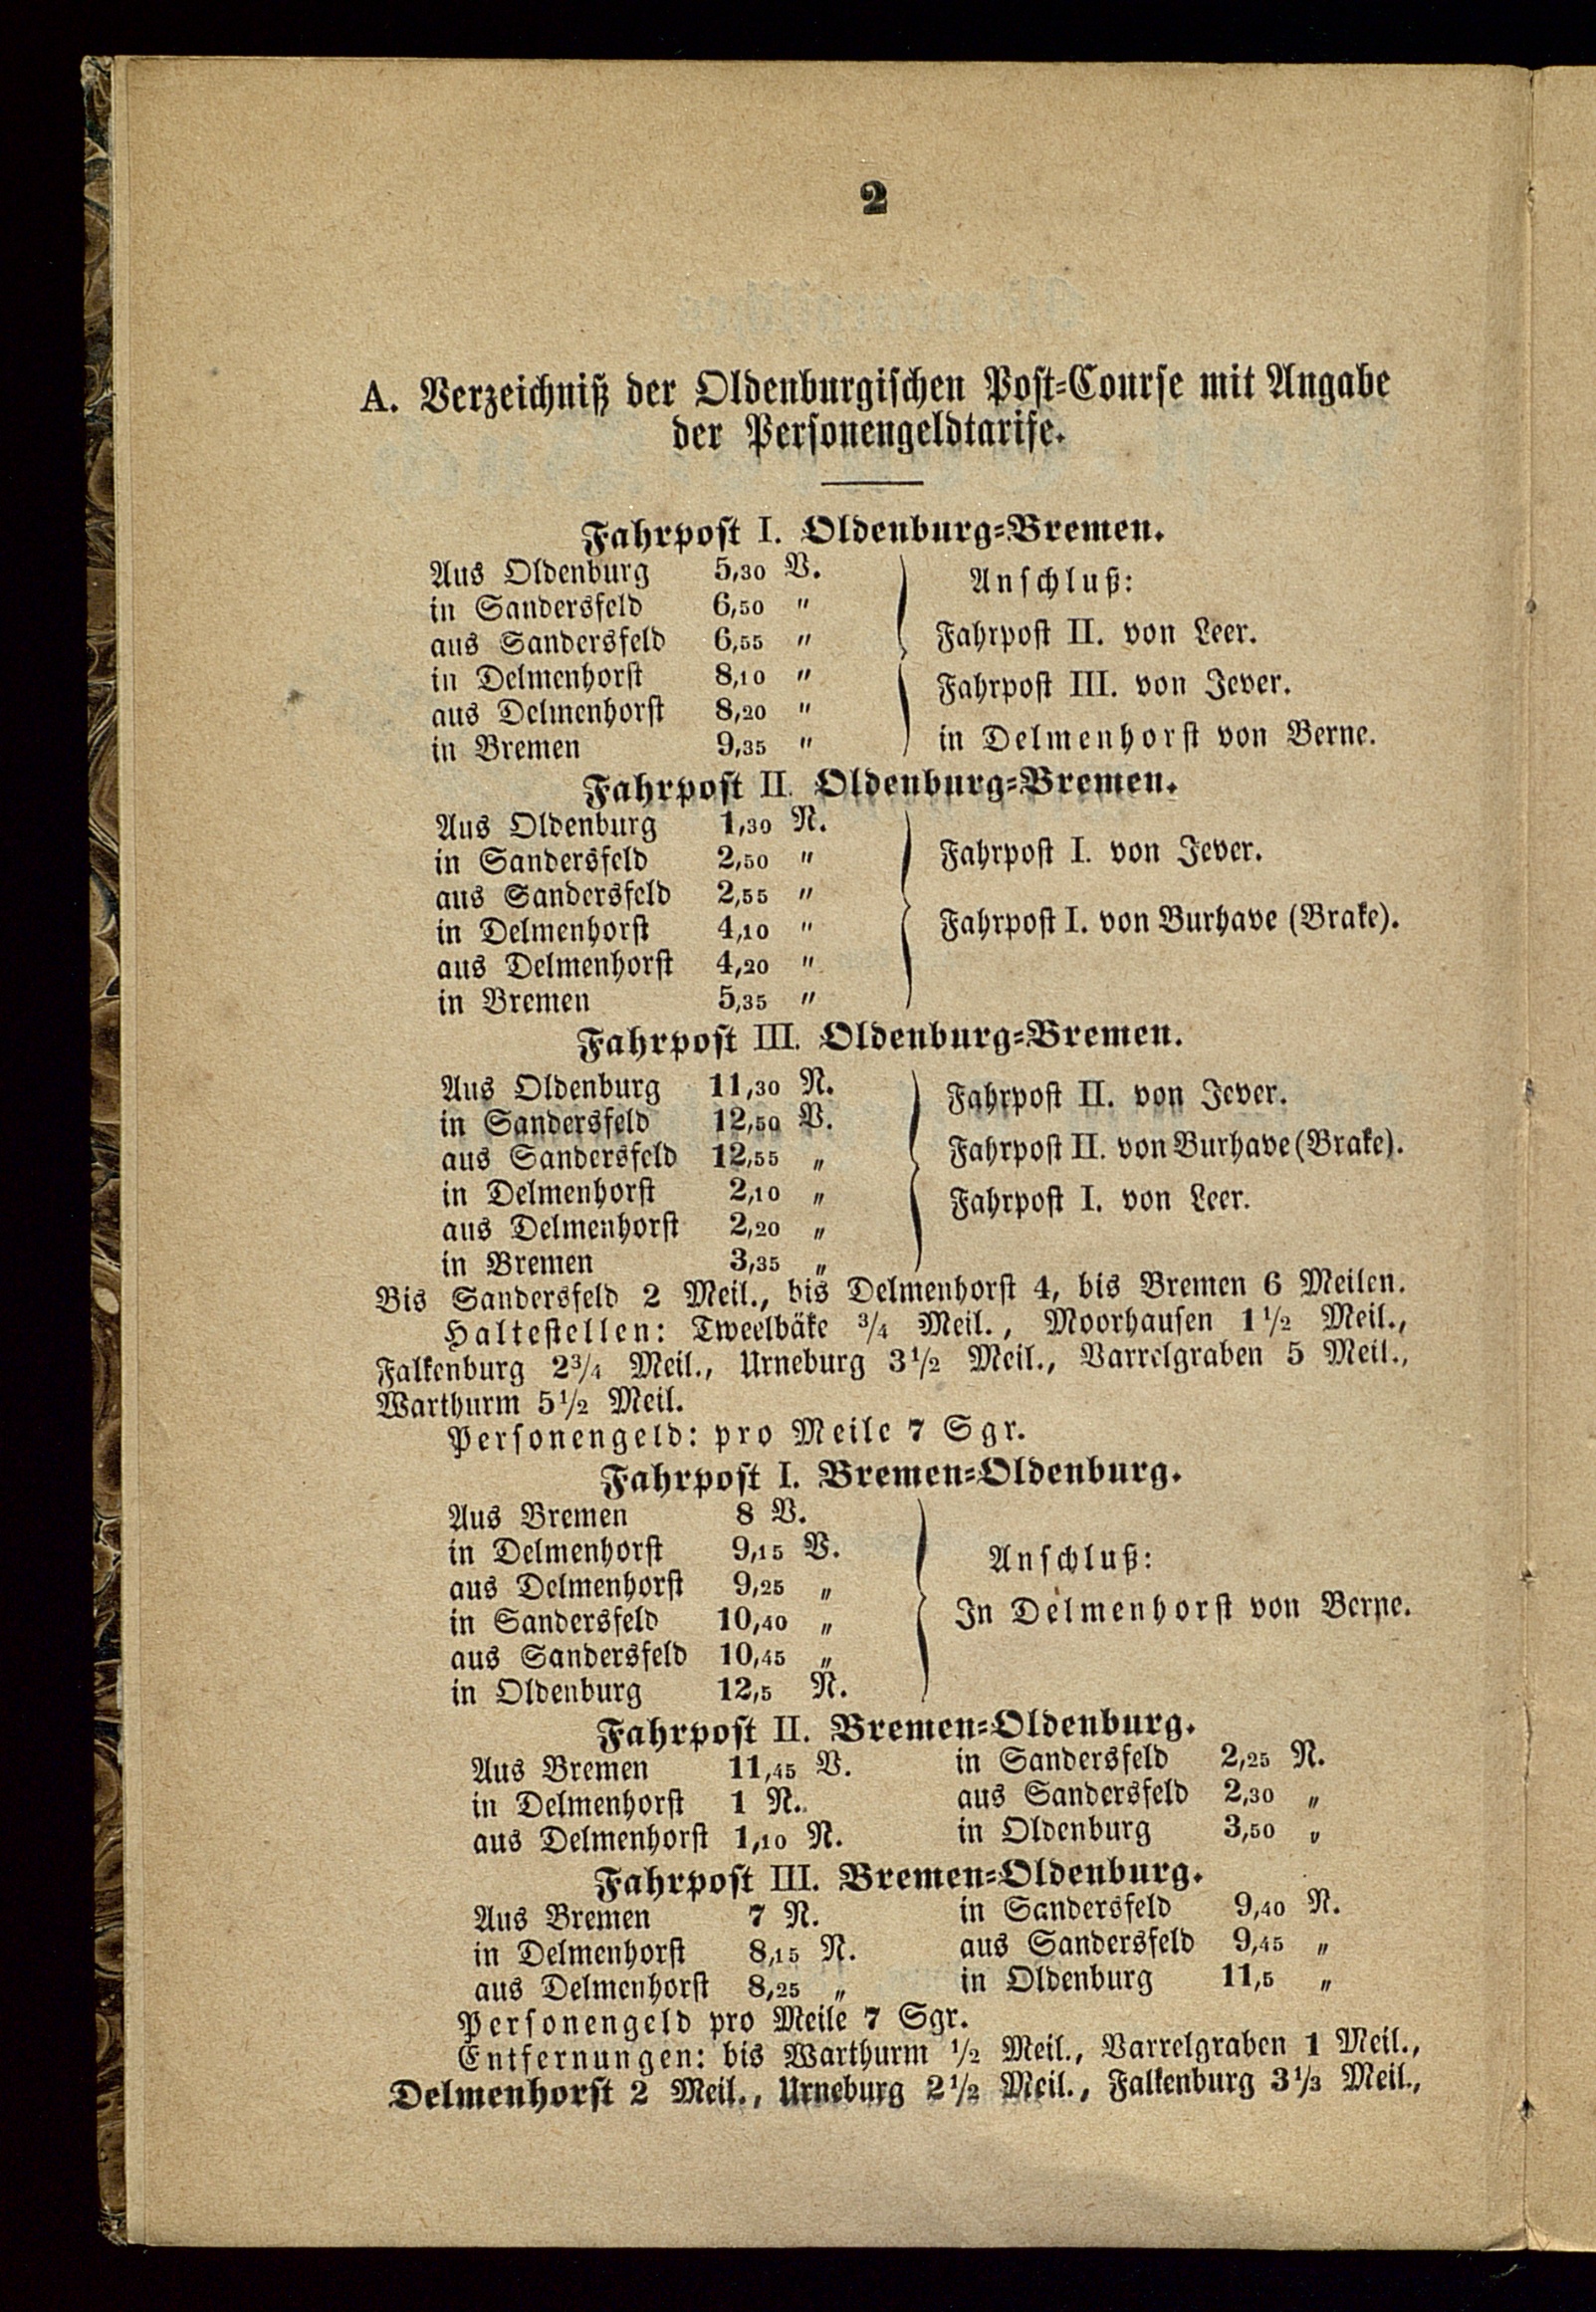 2
A. Verzeichniß der Oldenburgischen Post-Course mit Angabe
der Personengeldtarife.
Fahrpost I. Oldenburg-Bremen.
Aus Oldenburg 5,30 V.
in Sandersfeld 6,50 "
aus Sandersfeld 6,55 "
in Delmenhorst 8,10 "
aus Delmenhorst 8,20 "
in Bremen 9,35 "
Anschluß:
Fahrpost II. von Leer.
Fahrpost III. von Jever.
in Delmenhorst von Berne.
Fahrpost II. Oldenburg-Bremen.
Aus Oldenburg 1,30 N.
in Sandersfeld 2,50 "
aus Sandersfeld 2,55 "
in Delmenhorst 4,10 "
aus Delmenhorst 4,20 "
in Bremen 5,35 "
Fahrpost I. von Jever.
Fahrpost I. von Burhave (Brake).
Fahrpost III. Oldenburg-Bremen.
Aus Oldenburg 11,30 N.
in Sandersfeld 12,50 V.
aus Sandersfeld 12,55 "
in Delmenhorst 2,10 "
aus Delmenhorst 2,20 "
in Bremen 3,35 "
Fahrpost II. von Jever.
Fahrpost II. von Burhave (Brake).
Fahrpost I. von Leer.
Bis Sandersfeld 2 Meil., bis Delmenhorst 4, bis Bremen 6 Meilen.
Haltestellen: Tweelbäke 3/4 Meil., Moorhausen 1 1/2 Meil.,
Falkenburg 2 3/4 Meil., Urneburg 3 1/2 Meil., Varrelgraben 5 Meil.,
Warthurm 5 1/2 Meil.
Personengeld: pro Meile 7 Sgr.
Fahrpost I. Bremen-Oldenburg.
Aus Bremen 8 V.
in Delmenhorst 9,15 V.
aus Delmenhorst 9,25 "
in Sandersfeld 10,40 "
aus Sandersfeld 10,45 "
in Oldenburg 12,5 N.
Anschluß:
In Delmenhorst von Berne.
Fahrpost II. Bremen-Oldenburg.
Aus Bremen 11,45 V.
in Delmenhorst 1 N.
aus Delmenhorst 1,10 N.
in Sandersfeld 2,25 N.
aus Sandersfeld 2,30 "
in Oldenburg 3,50 "
Fahrpost III. Bremen-Oldenburg.
Aus Bremen 7 N.
in Delmenhorst 8,15 N.
aus Delmenhorst 8,25 "
in Sandersfeld 9,40 N.
aus Sandersfeld 9,45 "
in Oldenburg 11,5 "
Personengeld pro Meile 7 Sgr.
Entfernungen: bis Warthurm 1/2 Meil., Varrelgraben 1 Meil.,
Delmenhorst 2 Meil., Urneburg 2 1/2 Meil., Falkenburg 3 1/3 Meil.,